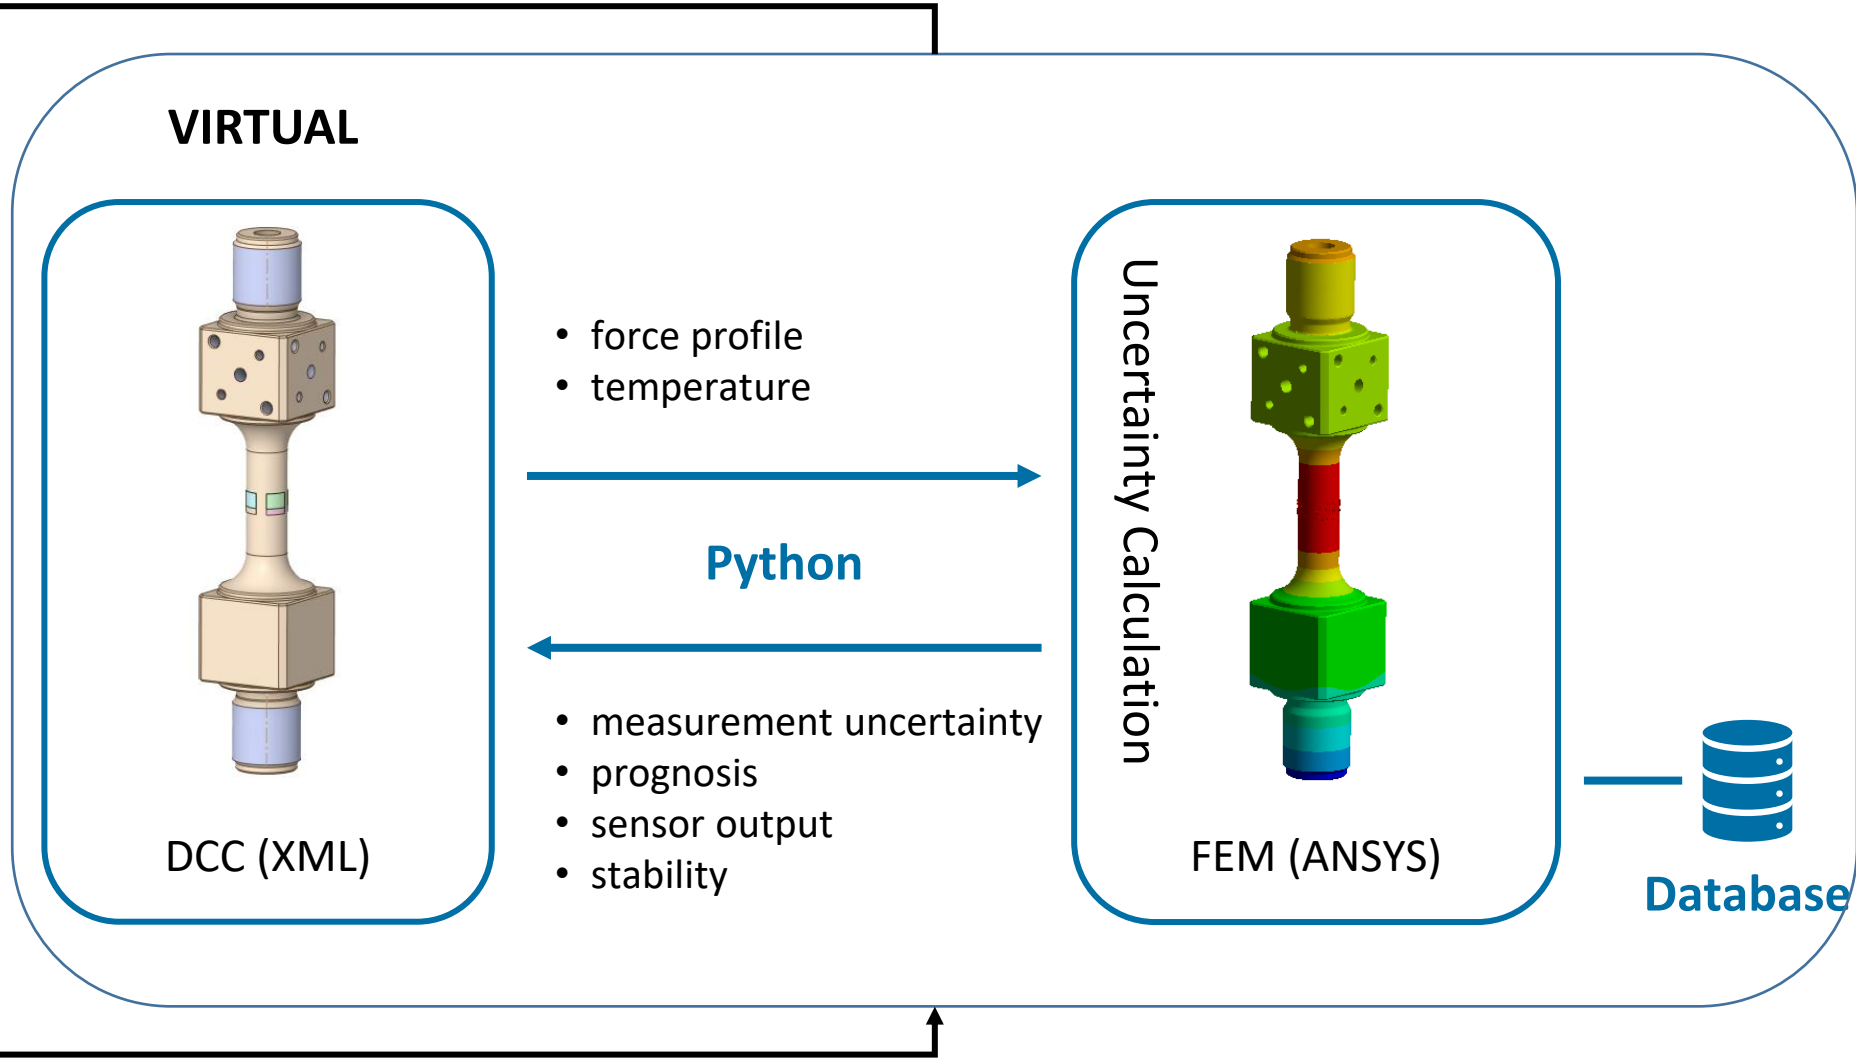 VIRTUAL
• force profile
• temperature
Python
• measurement uncertainty
• prognosis
• sensor output
• stability
DCC (XML)
Uncertainty Calculation
FEM (ANSYS)
Database